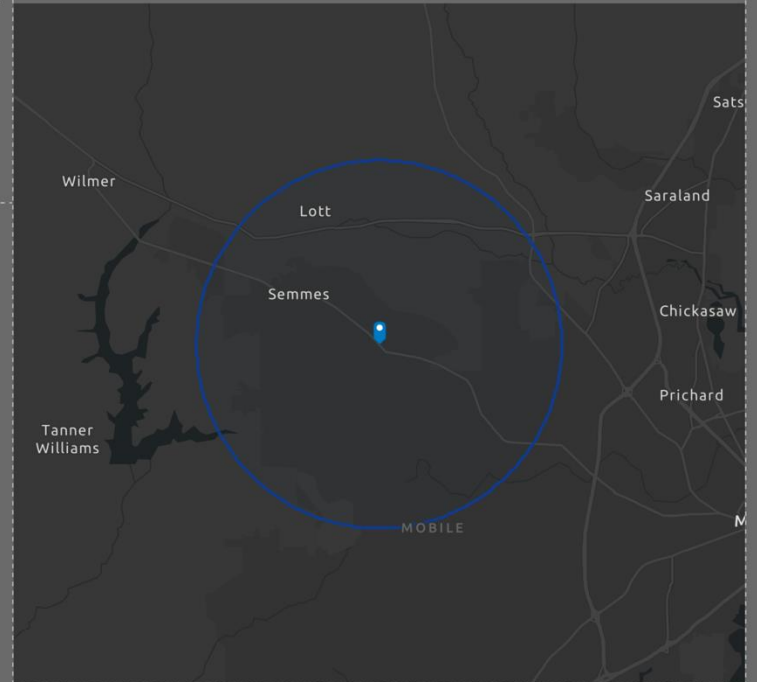 Sats
Wilmer
Saraland
Lott
Semmes
Chickasaw
Prichard
Tanner
Williams
M
MOBILE